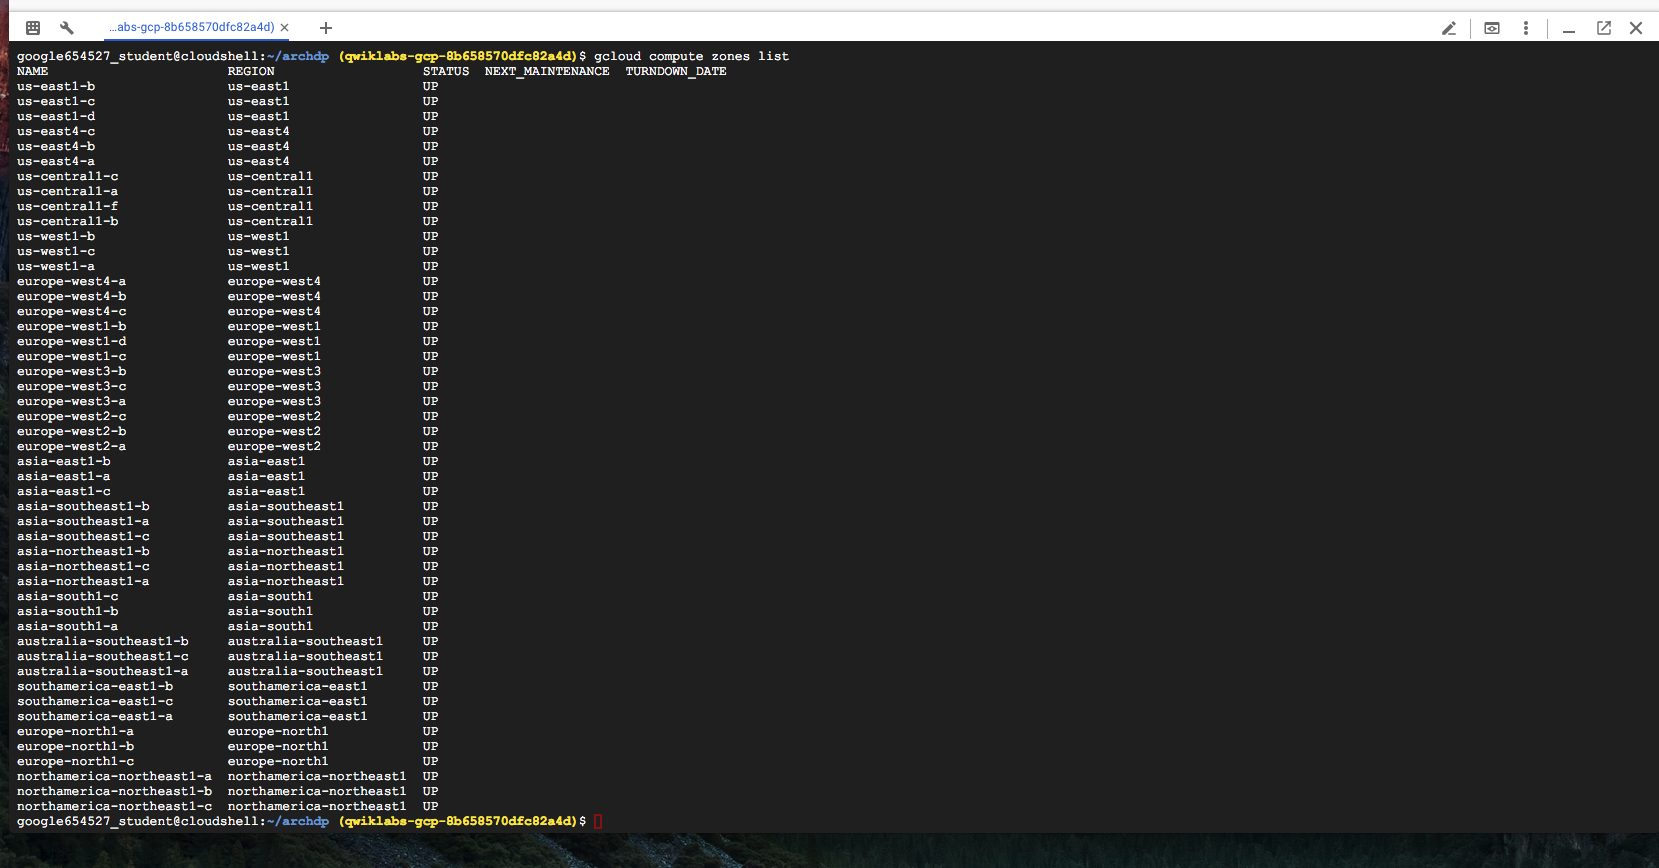 …abs-gcp-8b658570dfc82a4d) × +
google654527_student@cloudshell:~/archdp (qwiklabs-gcp-8b658570dfc82a4d)$ gcloud compute zones list
NAME REGION STATUS NEXT_MAINTENANCE TURNDOWN_DATE
us-east1-b us-east1 UP
us-east1-c us-east1 UP
us-east1-d us-east1 UP
us-east4-c us-east4 UP
us-east4-b us-east4 UP
us-east4-a us-east4 UP
us-central1-c us-central1 UP
us-central1-a us-central1 UP
us-central1-f us-central1 UP
us-central1-b us-central1 UP
us-west1-b us-west1 UP
us-west1-c us-west1 UP
us-west1-a us-west1 UP
europe-west4-a europe-west4 UP
europe-west4-b europe-west4 UP
europe-west4-c europe-west4 UP
europe-west1-b europe-west1 UP
europe-west1-d europe-west1 UP
europe-west1-c europe-west1 UP
europe-west3-b europe-west3 UP
europe-west3-c europe-west3 UP
europe-west3-a europe-west3 UP
europe-west2-c europe-west2 UP
europe-west2-b europe-west2 UP
europe-west2-a europe-west2 UP
asia-east1-b asia-east1 UP
asia-east1-a asia-east1 UP
asia-east1-c asia-east1 UP
asia-southeast1-b asia-southeast1 UP
asia-southeast1-a asia-southeast1 UP
asia-southeast1-c asia-southeast1 UP
asia-northeast1-b asia-northeast1 UP
asia-northeast1-c asia-northeast1 UP
asia-northeast1-a asia-northeast1 UP
asia-south1-c asia-south1 UP
asia-south1-b asia-south1 UP
asia-south1-a asia-south1 UP
australia-southeast1-b australia-southeast1 UP
australia-southeast1-c australia-southeast1 UP
australia-southeast1-a australia-southeast1 UP
southamerica-east1-b southamerica-east1 UP
southamerica-east1-c southamerica-east1 UP
southamerica-east1-a southamerica-east1 UP
europe-north1-a europe-north1 UP
europe-north1-b europe-north1 UP
europe-north1-c europe-north1 UP
northamerica-northeast1-a northamerica-northeast1 UP
northamerica-northeast1-b northamerica-northeast1 UP
northamerica-northeast1-c northamerica-northeast1 UP
google654527_student@cloudshell:~/archdp (qwiklabs-gcp-8b658570dfc82a4d)$